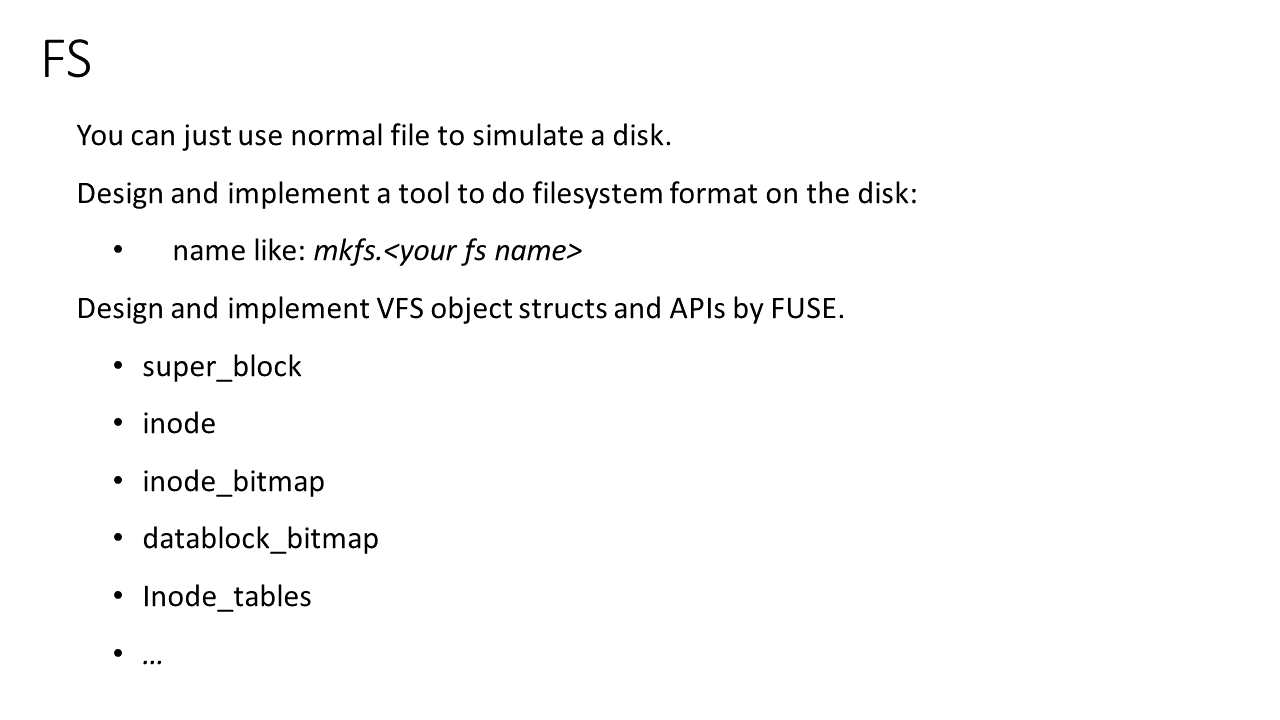 FS
You can just use normal file to simulate a disk.
Design and implement a tool to do filesystem format on the disk:
• name like: mkfs.<your fs name>
Design and implement VFS object structs and APIs by FUSE.
• super_block
• inode
• inode_bitmap
• datablock_bitmap
• Inode_tables
• ...